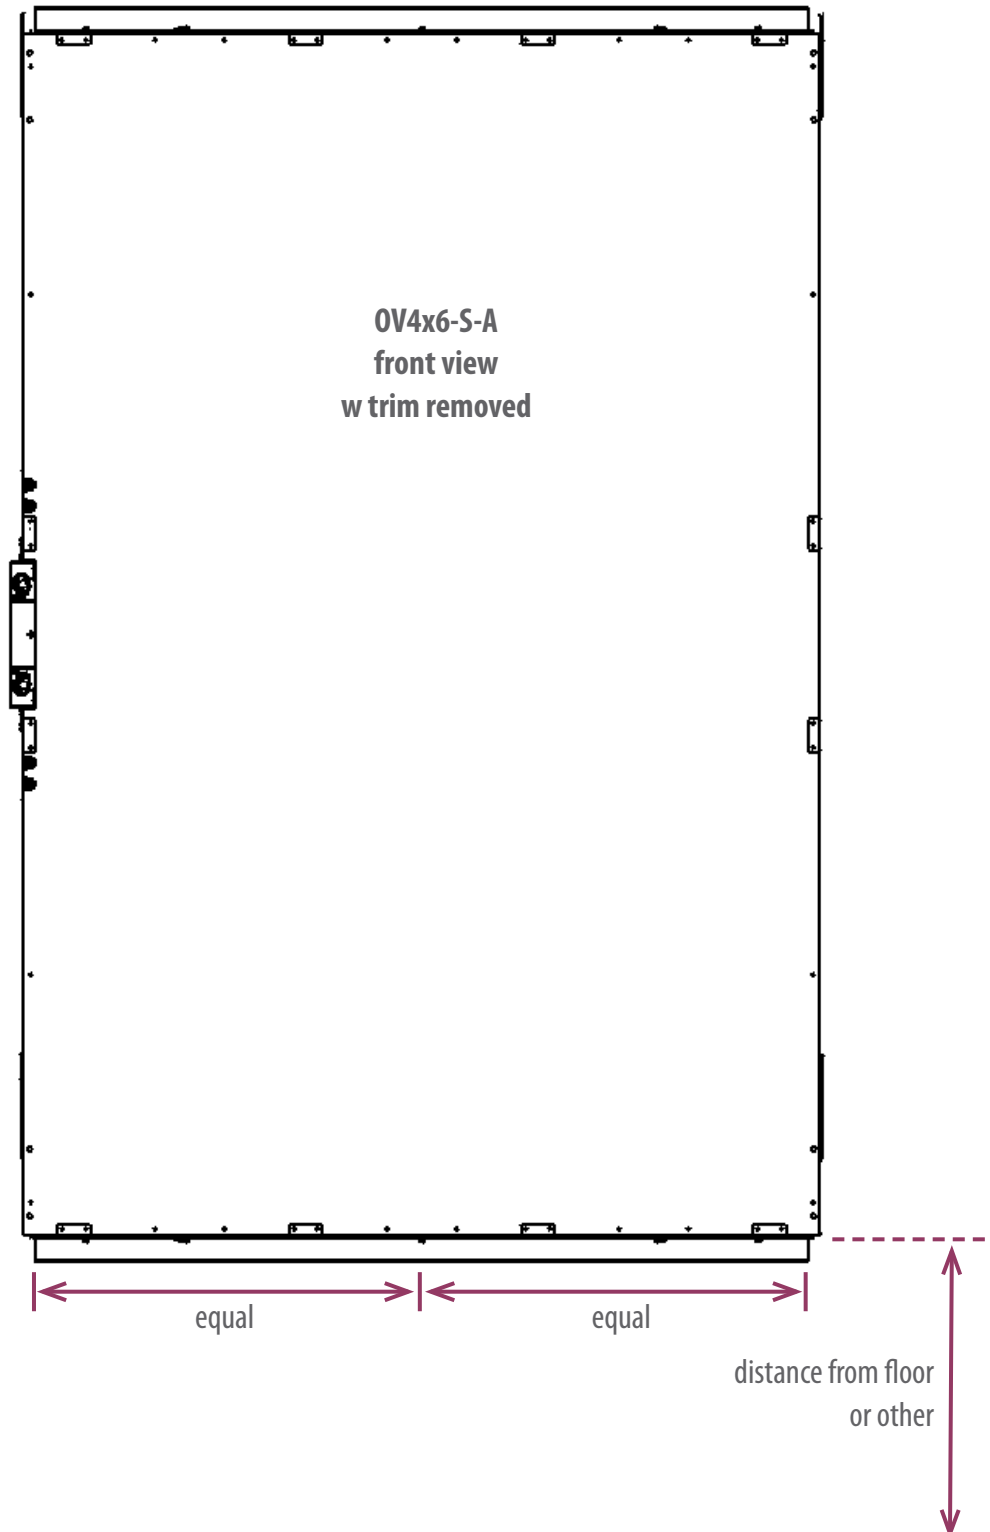 OV4x6-S-A
front view
w trim removed
equal
equal
distance from floor
or other